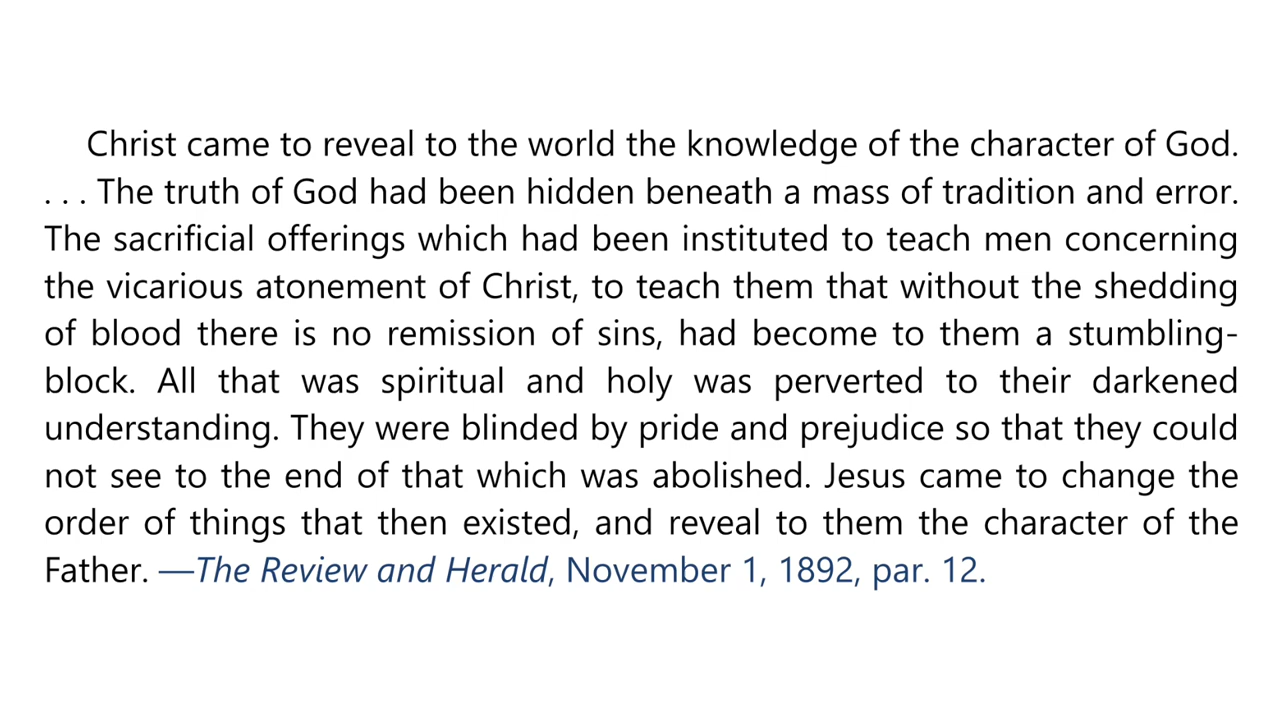 Christ came to reveal to the world the knowledge of the character of God.
. . . The truth of God had been hidden beneath a mass of tradition and error.
The sacrificial offerings which had been instituted to teach men concerning
the vicarious atonement of Christ, to teach them that without the shedding
of blood there is no remission of sins, had become to them a stumbling-
block. All that was spiritual and holy was perverted to their darkened
understanding. They were blinded by pride and prejudice so that they could
not see to the end of that which was abolished. Jesus came to change the
order of things that then existed, and reveal to them the character of the
Father. —The Review and Herald, November 1, 1892, par. 12.